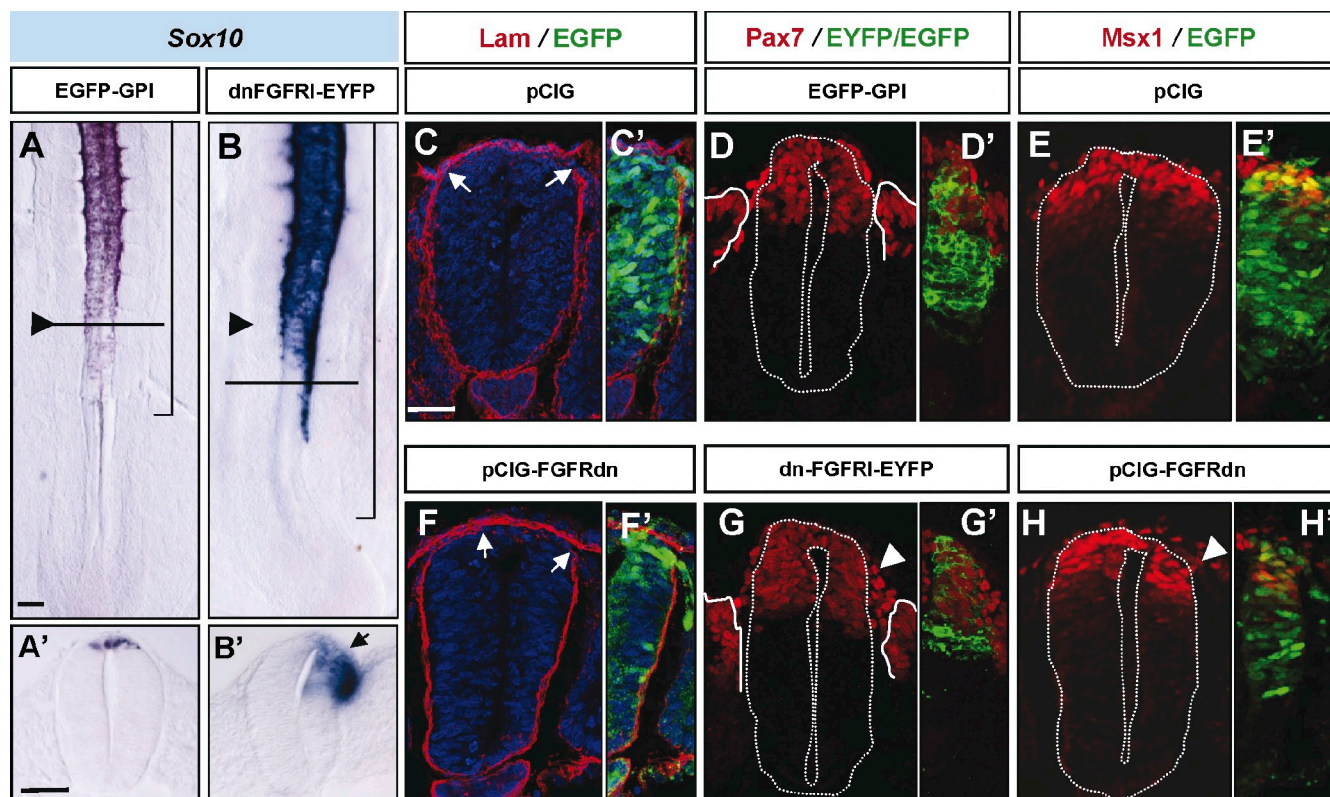 Sox10
Lam / EGFP
Pax7 / EYFP/EGFP
Msx1 / EGFP
EGFP-GPI
dnFGFRI-EYFP
pCIG
EGFP-GPI
pCIG
A
B
C
C'
D
D'
E
E'
pCIG-FGFRdn
dn-FGFRI-EYFP
pCIG-FGFRdn
F
F'
G
G'
H
H'
A'
B'